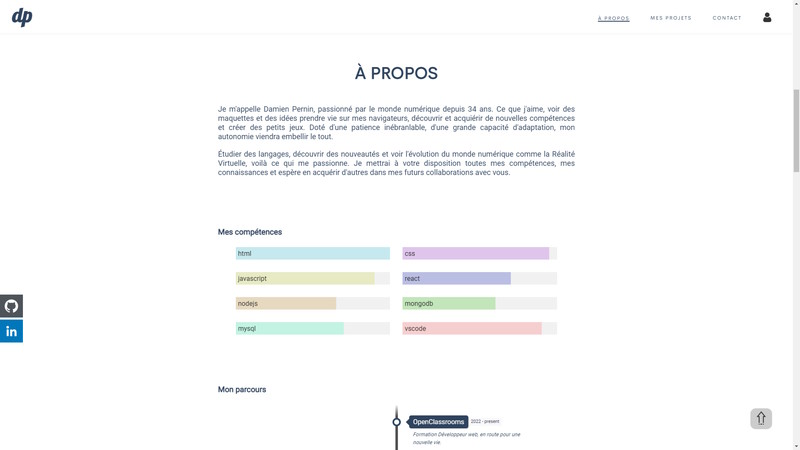 dp
À PROPOS
MES PROJETS
CONTACT
À PROPOS
Je m'appelle Damien Pernin, passionné par le monde numérique depuis 34 ans. Ce que j'aime, voir des
maquettes et des idées prendre vie sur mes navigateurs, découvrir et acquiérir de nouvelles compétences
et créer des petits jeux. Doté d'une patience inébranlable, d'une grande capacité d'adaptation, mon
autonomie viendra embellir le tout.
Étudier des langages, découvrir des nouveautés et voir l'évolution du monde numérique comme la Réalité
Virtuelle, voilà ce qui me passionne. Je mettrai à votre disposition toutes mes compétences, mes
connaissances et espère en acquérir d'autres dans mes futurs collaborations avec vous.
Mes compétences
html
css
javascript
react
nodejs
mongodb
mysql
vscode
in
Mon parcours
OpenClassrooms
2022 - present
Formation Développeur web, en route pour une
nouvelle vie.